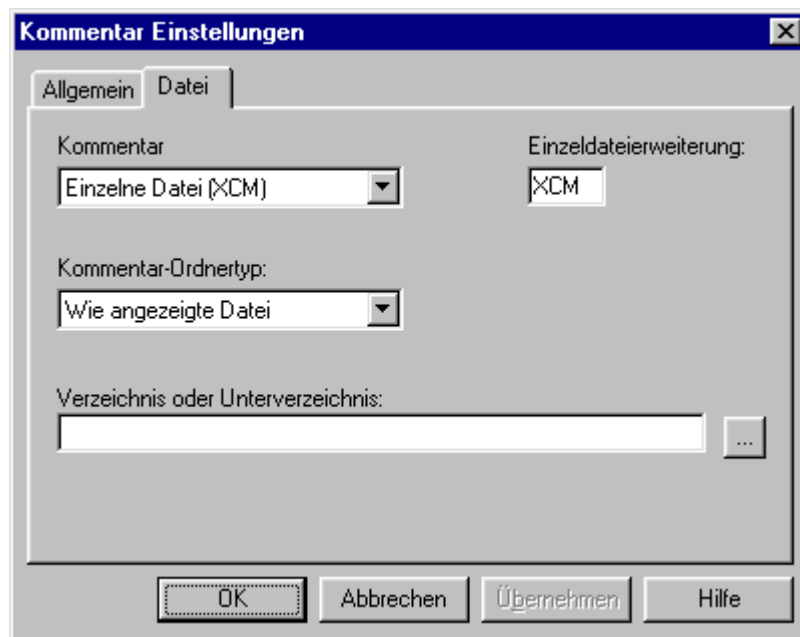 Kommentar Einstellungen
Allgemein Datei
Kommentar Einzeldateierweiterung:
Einzelne Datei (XCM) XCM
Kommentar-Ordnertyp:
Wie angezeigte Datei
Verzeichnis oder Unterverzeichnis:
...
OK Abbrechen Übernehmen Hilfe